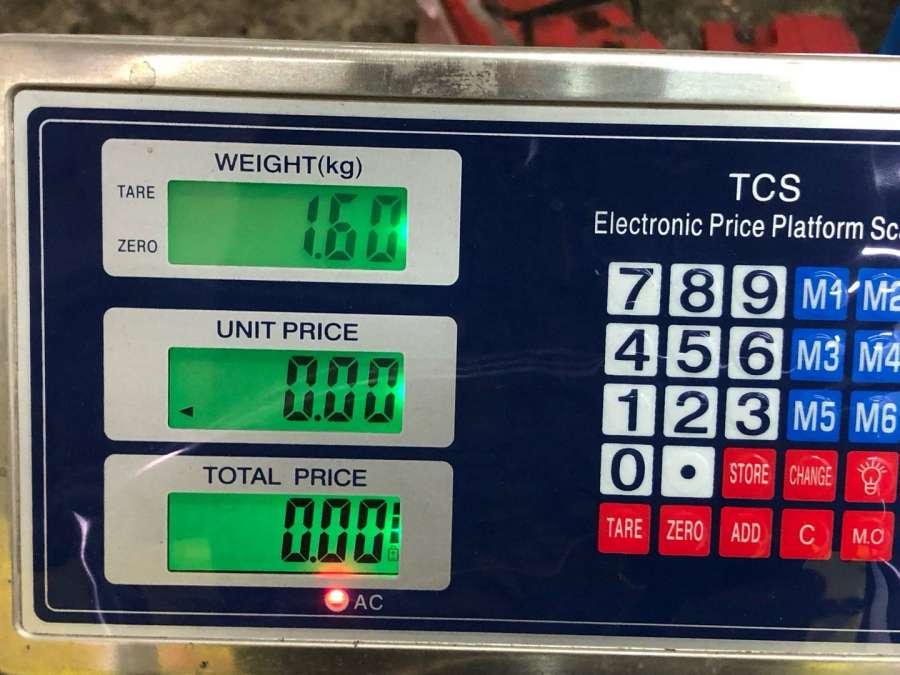 WEIGHT(kg)
TARE
1.60
ZERO
UNIT PRICE
0.00
TOTAL PRICE
0.00
AC
TCS
Electronic Price Platform
7 8 9 M1 M2
4 5 6 M3 M4
1 2 3 M5 M6
0 . STORE CHANGE
TARE ZERO ADD C M.C